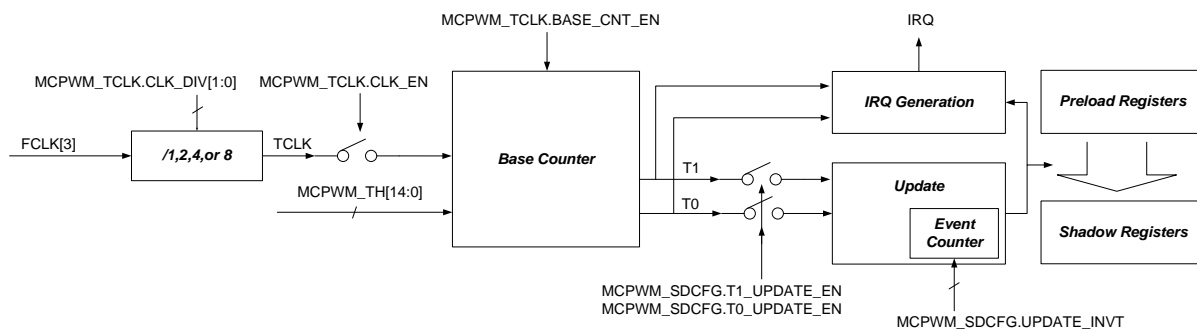 MCPWM_TCLK.BASE_CNT_EN
IRQ
MCPWM_TCLK.CLK_DIV[1:0]
MCPWM_TCLK.CLK_EN
IRQ Generation
Preload Registers
FCLK[3]
/1,2,4,or 8
TCLK
Base Counter
T1
Update
MCPWM_TH[14:0]
T0
Event
Counter
Shadow Registers
MCPWM_SDCFG.T1_UPDATE_EN
MCPWM_SDCFG.T0_UPDATE_EN
MCPWM_SDCFG.UPDATE_INVT